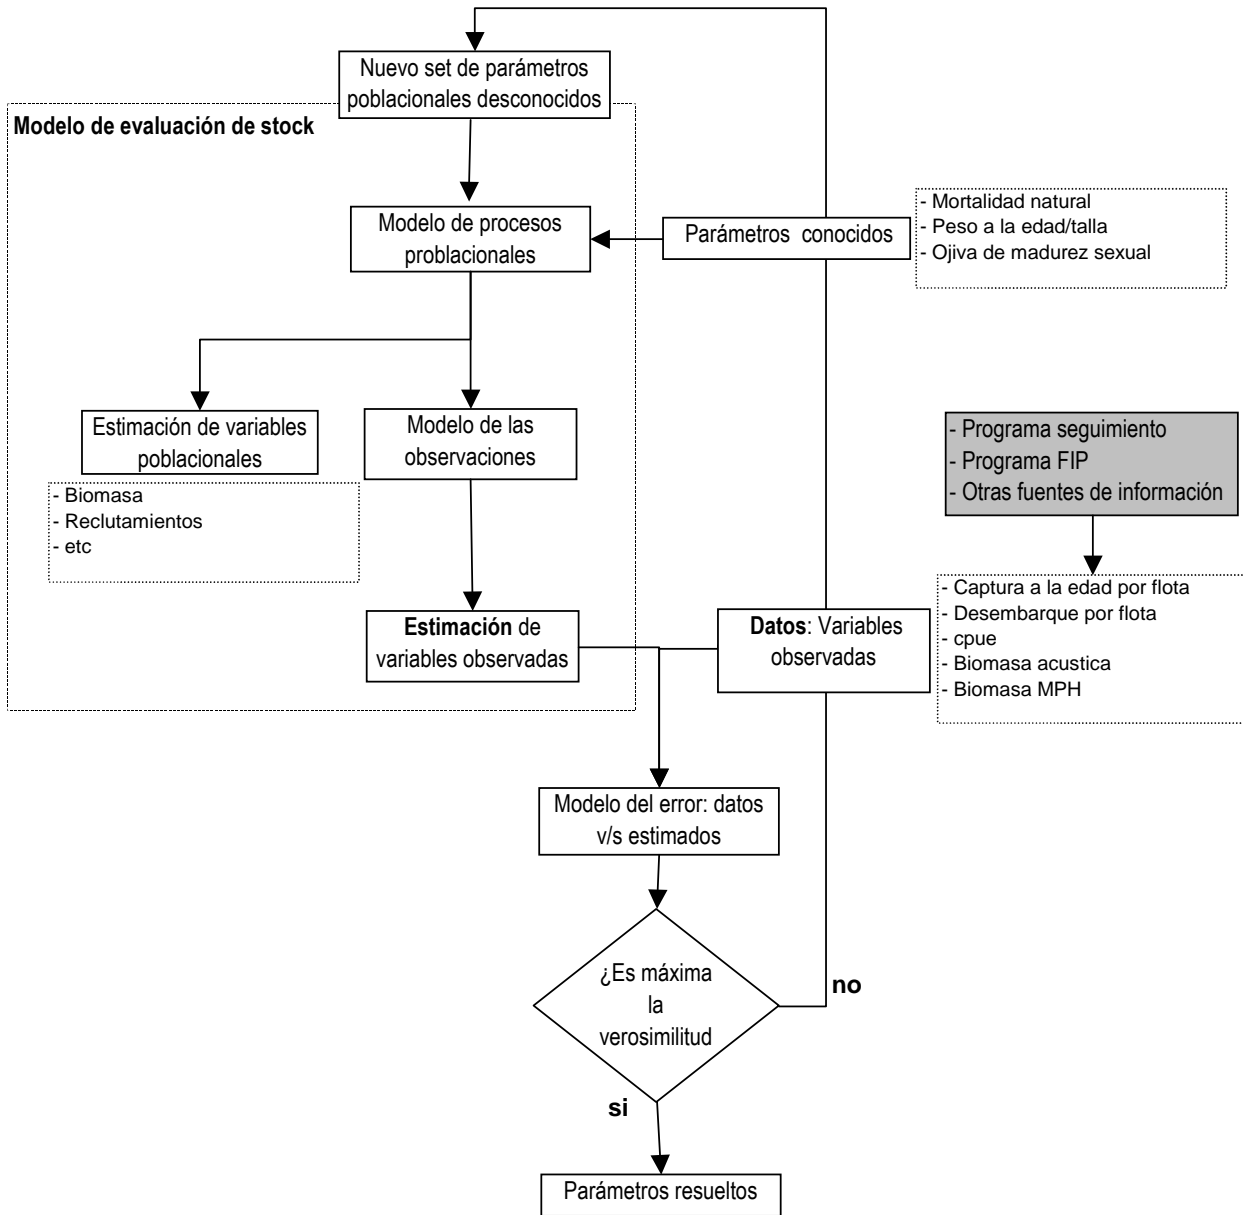 Nuevo set de parámetros
poblacionales desconocidos
Modelo de evaluación de stock
Modelo de procesos
problacionales
Parámetros  conocidos
- Mortalidad natural
- Peso a la edad/talla
- Ojiva de madurez sexual
Estimación de variables
poblacionales
Modelo de las
observaciones
- Programa seguimiento
- Programa FIP
- Otras fuentes de información
- Biomasa
- Reclutamientos
- etc
- Captura a la edad por flota
- Desembarque por flota
- cpue
- Biomasa acustica
- Biomasa MPH
Estimación de
variables observadas
Datos: Variables
observadas
Modelo del error: datos
v/s estimados
¿Es máxima
la
verosimilitud
no
si
Parámetros resueltos